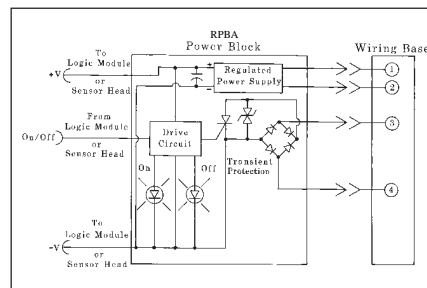 RPBA
Power Block
Wiring Base
To
Logic Module
+V
or
Sensor Head
+
−
Regulated
Power Supply
1
2
From
Logic Module
On/Off
or
Sensor Head
Drive
Circuit
3
Transient
Protection
On
Off
4
To
Logic Module
−V
or
Sensor Head